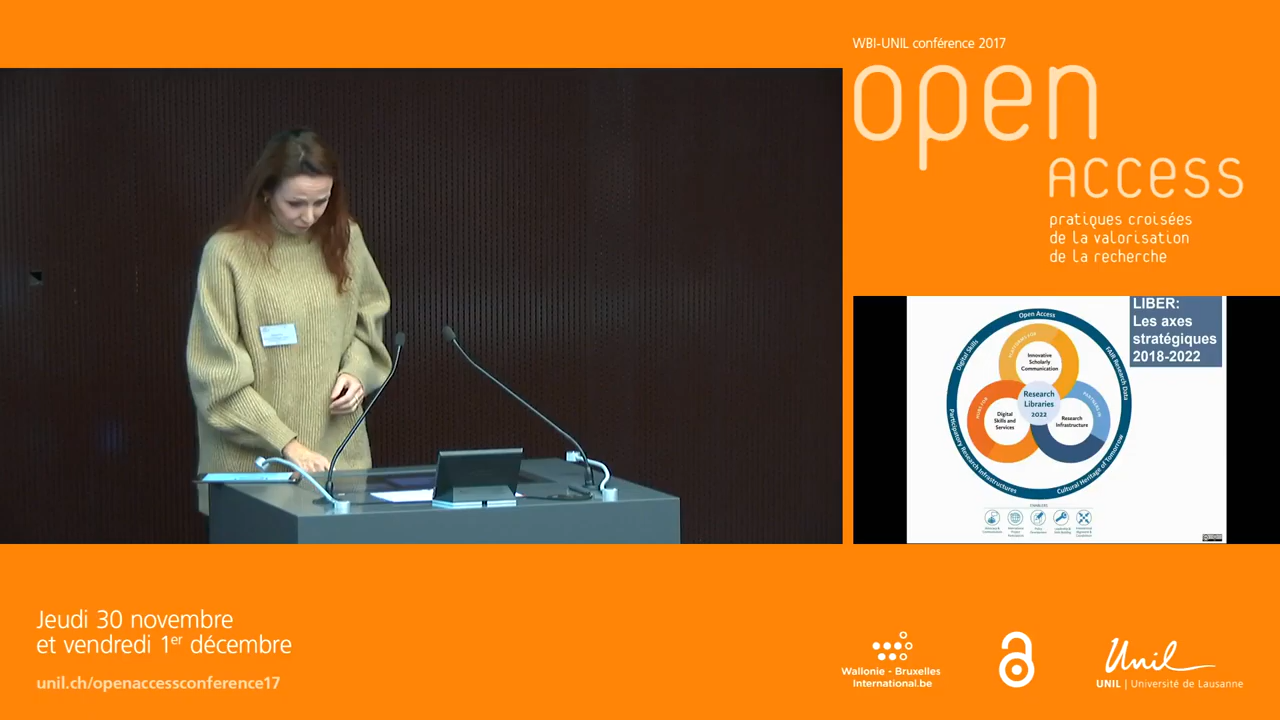 WBI-UNIL conférence 2017
open
access
pratiques croisées
de la valorisation
de la recherche
LIBER:
Les axes
stratégiques
2018-2022
Open Access
Digital Skills
FAIR Research Data
Participatory Research Infrastructures
Cultural Heritage of Tomorrow
Innovative
Scholarly
Communication
Research
Libraries
2022
Digital
Skills and
Services
Research
Infrastructure
Jeudi 30 novembre
et vendredi 1er décembre
unil.ch/openaccessconference17
Wallonie - Bruxelles
International.be
Unil
UNIL | Université de Lausanne